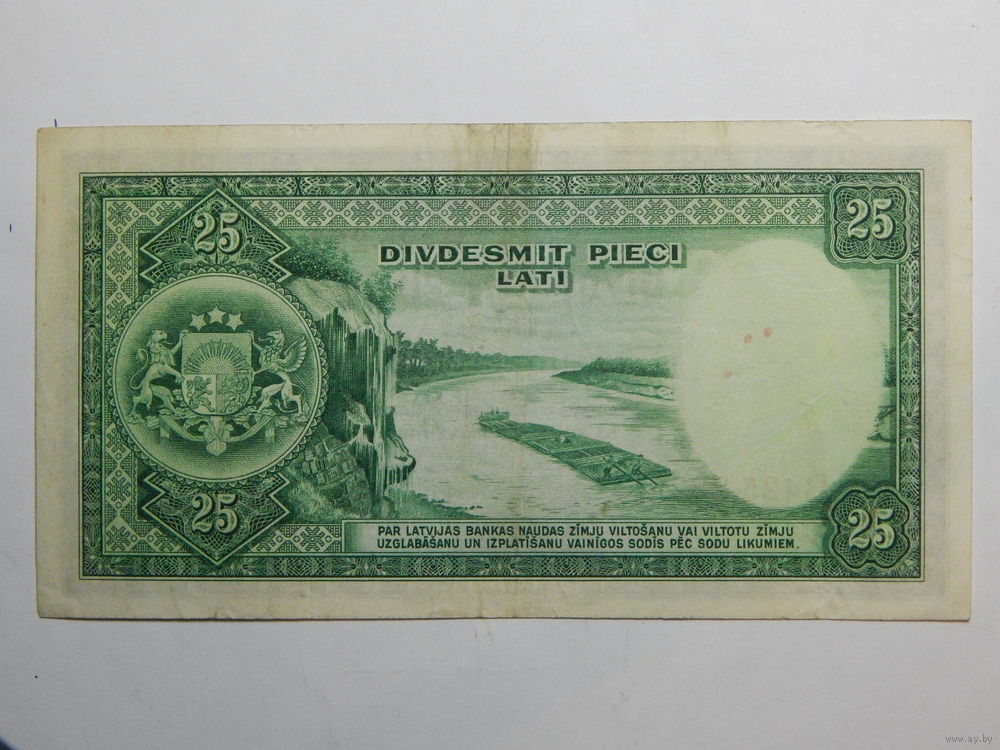 25
25
DIVDESMIT PIECI
LATI
25
25
PAR LATVIJAS BANKAS NAUDAS ZĪMJU VILTOŠANU VAI VILTOTU ZĪMJU
UZGLABĀŠANU UN IZPLATĪŠANU VAINĪGOS SODĪS PĒC SODU LIKUMIEM.
www.ay.by